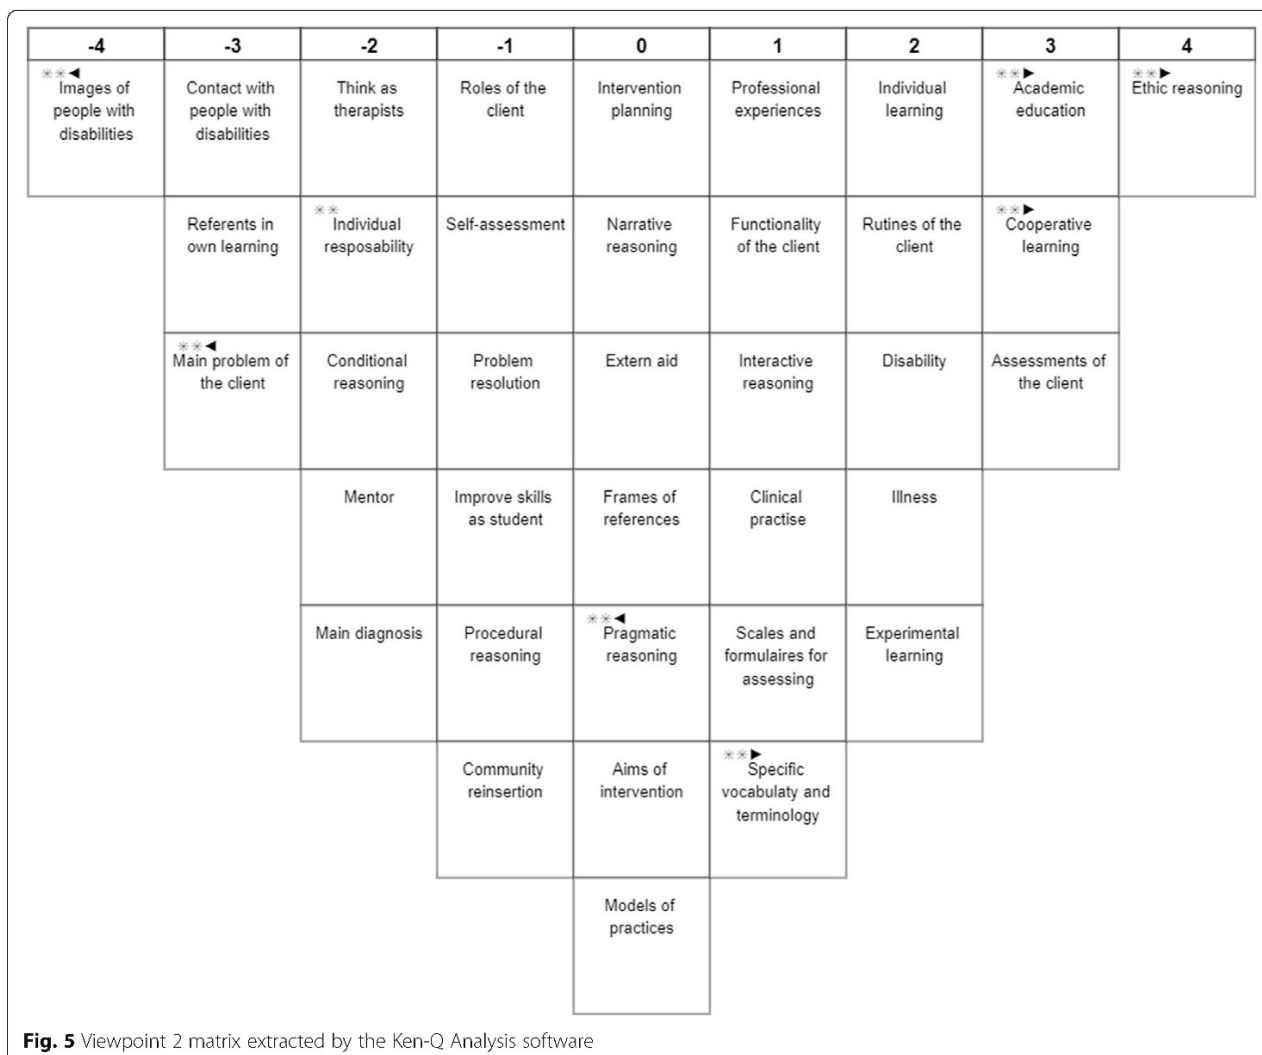 -4 -3 -2 -1 0 1 2 3 4
**◀ **▶ **▶
Images of Contact with Think as Roles of the Intervention Professional Individual Academic Ethic reasoning
people with people with therapists client planning experiences learning education
disabilities disabilities
** **▶
Referents in Individual Self-assessment Narrative Functionality Rutines of the Cooperative
own learning resposability reasoning of the client client learning
**◀
Main problem of Conditional Problem Extern aid Interactive Disability Assessments of
the client reasoning resolution reasoning the client
Mentor Improve skills Frames of Clinical Illness
as student references practise
**◀
Main diagnosis Procedural Pragmatic Scales and Experimental
reasoning reasoning formulaires for learning
assessing
**▶
Community Aims of Specific
reinsertion intervention vocabulaty and
terminology
Models of
practices
Fig. 5 Viewpoint 2 matrix extracted by the Ken-Q Analysis software